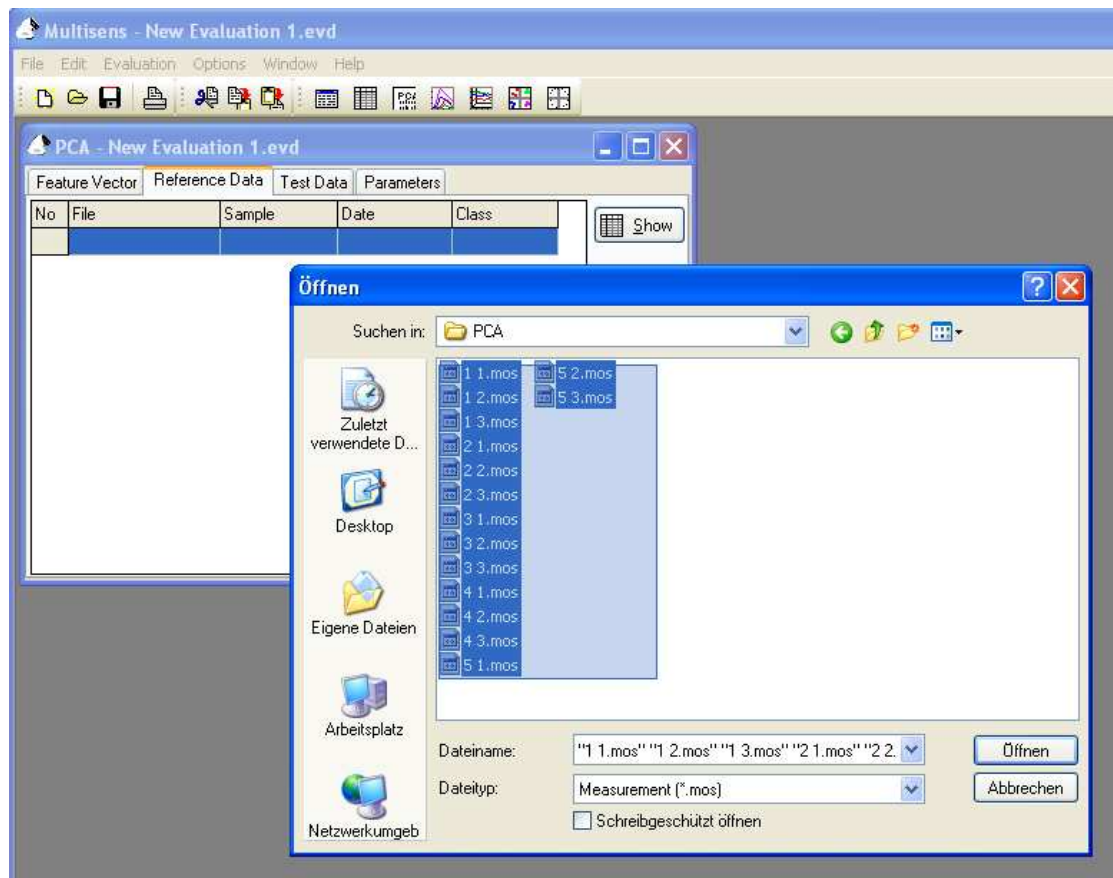 Multisens - New Evaluation 1.evd
File Edit Evaluation Options Window Help
PCA - New Evaluation 1.evd
Feature Vector Reference Data Test Data Parameters
No File Sample Date Class
Show
Öffnen
Suchen in: PCA
Zuletzt
verwendete D...
Desktop
Eigene Dateien
Arbeitsplatz
Netzwerkumgeb
1 1.mos
1 2.mos
1 3.mos
2 1.mos
2 2.mos
2 3.mos
3 1.mos
3 2.mos
3 3.mos
4 1.mos
4 2.mos
4 3.mos
5 1.mos
5 2.mos
5 3.mos
Dateiname: "1 1.mos" "1 2.mos" "1 3.mos" "2 1.mos" "2 2. Öffnen
Dateityp: Measurement (*.mos) Abbrechen
Schreibgeschützt öffnen